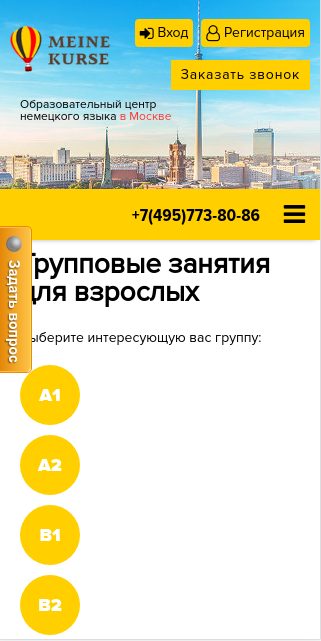 MEINE
KURSE
Вход
Регистрация
Заказать звонок
Образовательный центр
немецкого языка в Москве
+7(495)773-80-86
Задать вопрос
Групповые занятия
для взрослых
Выберите интересующую вас группу:
A1
A2
B1
B2